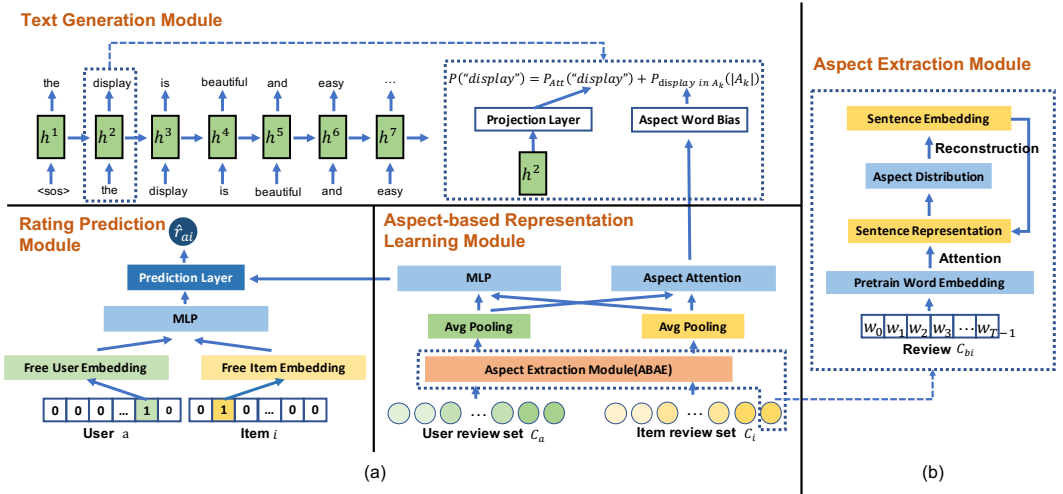 Text Generation Module
the display is beautiful and easy ...
h^1 h^2 h^3 h^4 h^5 h^6 h^7
<sos> the display is beautiful and easy
P("display") = P_Att("display") + P_display in A_k(|A_k|)
Projection Layer
Aspect Word Bias
h^2
Rating Prediction
Module
r̂_ai
Prediction Layer
MLP
Free User Embedding
Free Item Embedding
0 0 0 ... 1 0
0 1 0 ... 0 0
User a
Item i
Aspect-based Representation
Learning Module
MLP
Aspect Attention
Avg Pooling
Avg Pooling
Aspect Extraction Module(ABAE)
...
...
User review set C_a
Item review set C_i
(a)
Aspect Extraction Module
Sentence Embedding
Reconstruction
Aspect Distribution
Sentence Representation
Attention
Pretrain Word Embedding
w_0 w_1 w_2 w_3 ... w_T-1
Review C_bi
(b)